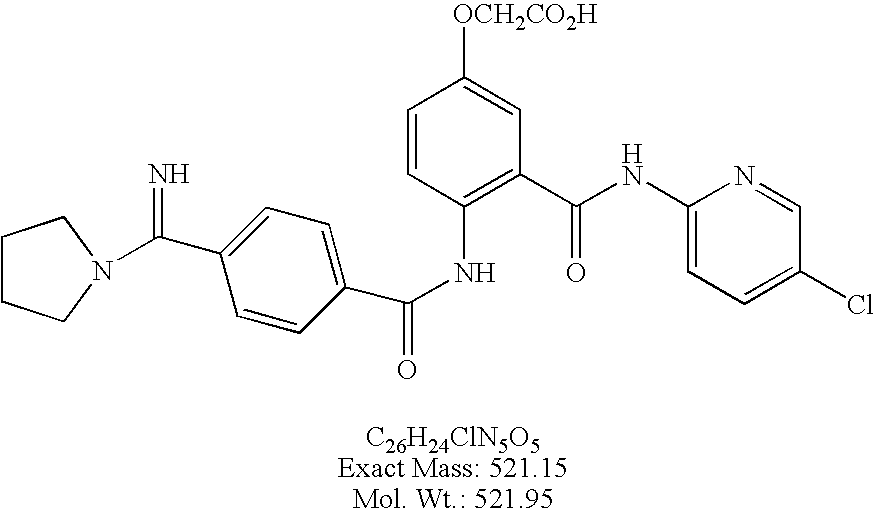 OCH₂CO₂H
NH
H
N
N
N
NH
O
Cl
O
C₂₆H₂₄ClN₅O₅
Exact Mass: 521.15
Mol. Wt.: 521.95